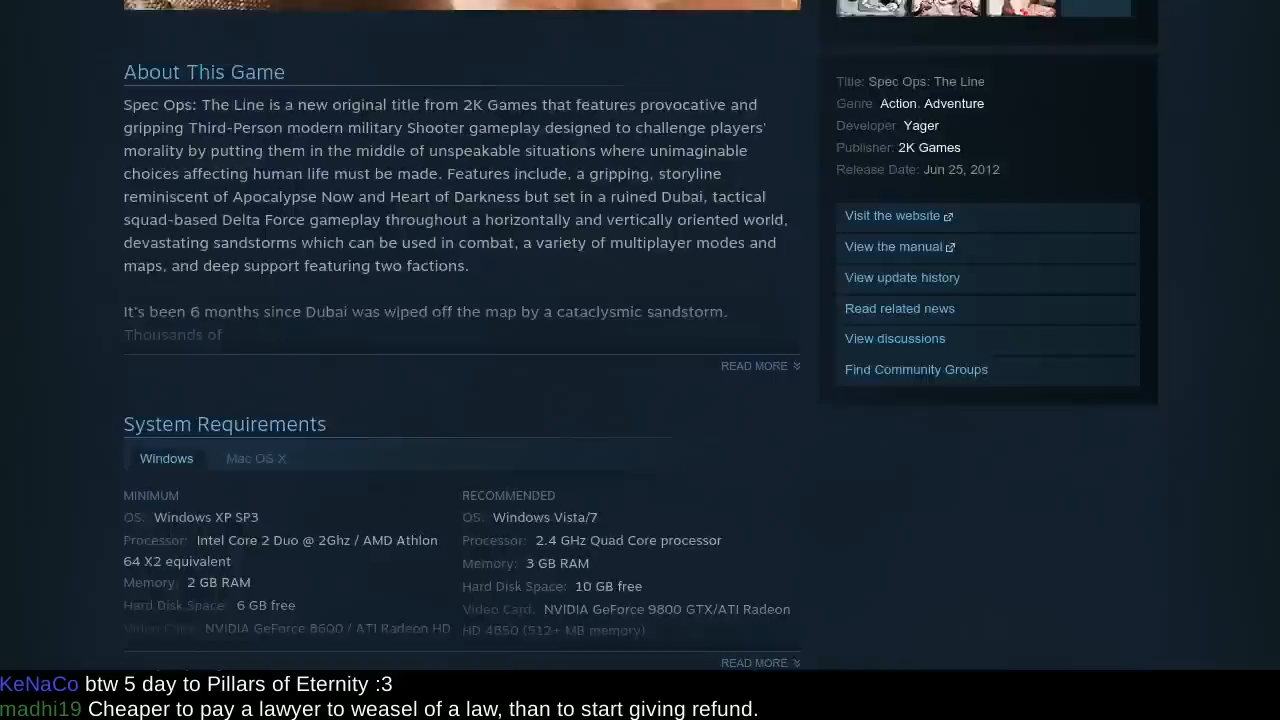 About This Game
Spec Ops: The Line is a new original title from 2K Games that features provocative and
gripping Third-Person modern military Shooter gameplay designed to challenge players'
morality by putting them in the middle of unspeakable situations where unimaginable
choices affecting human life must be made. Features include, a gripping, storyline
reminiscent of Apocalypse Now and Heart of Darkness but set in a ruined Dubai, tactical
squad-based Delta Force gameplay throughout a horizontally and vertically oriented world,
devastating sandstorms which can be used in combat, a variety of multiplayer modes and
maps, and deep support featuring two factions.
It's been 6 months since Dubai was wiped off the map by a cataclysmic sandstorm.
Thousands of
READ MORE
System Requirements
Windows
Mac OS X
MINIMUM
OS: Windows XP SP3
Processor: Intel Core 2 Duo @ 2Ghz / AMD Athlon
64 X2 equivalent
Memory: 2 GB RAM
Hard Disk Space: 6 GB free
Video Card: NVIDIA GeForce 8600 / ATI Radeon HD
RECOMMENDED
OS: Windows Vista/7
Processor: 2.4 GHz Quad Core processor
Memory: 3 GB RAM
Hard Disk Space: 10 GB free
Video Card: NVIDIA GeForce 9800 GTX/ATI Radeon
HD 4850 (512+ MB memory)
READ MORE
Title: Spec Ops: The Line
Genre: Action, Adventure
Developer: Yager
Publisher: 2K Games
Release Date: Jun 25, 2012
Visit the website
View the manual
View update history
Read related news
View discussions
Find Community Groups
KeNaCo btw 5 day to Pillars of Eternity :3
madhi19 Cheaper to pay a lawyer to weasel of a law, than to start giving refund.